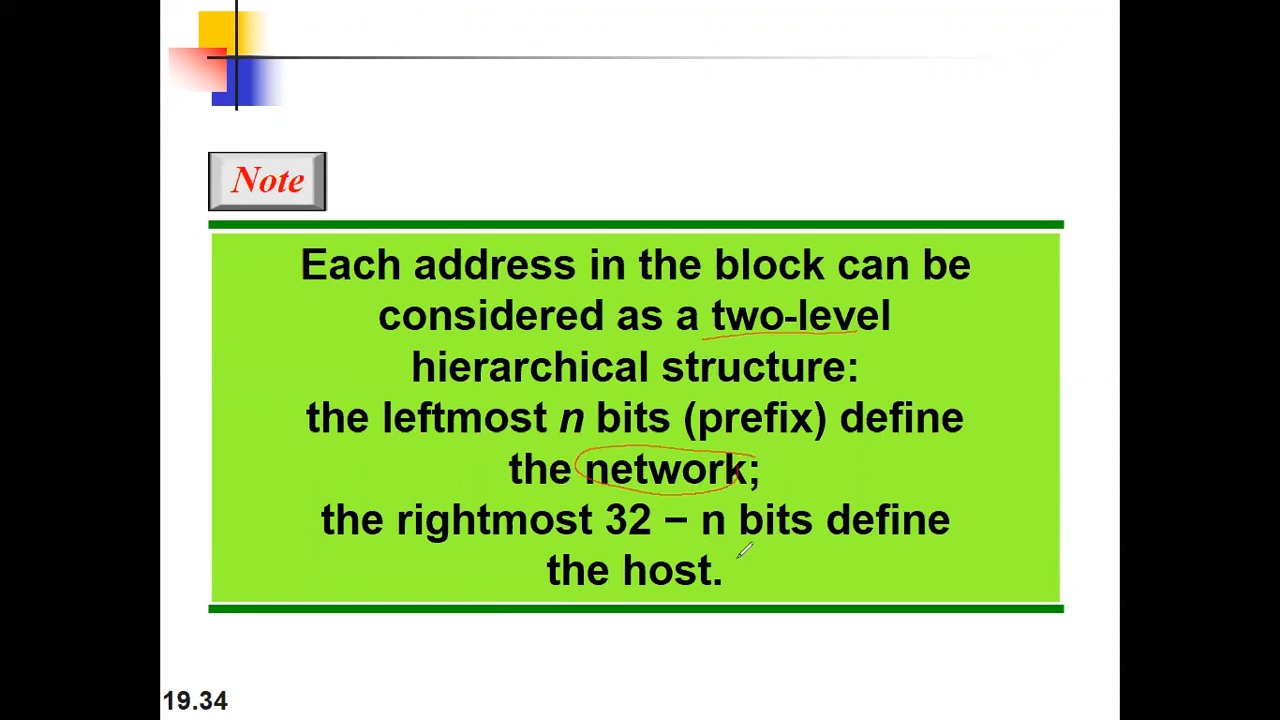 Note
Each address in the block can be
considered as a two-level
hierarchical structure:
the leftmost n bits (prefix) define
the network;
the rightmost 32 − n bits define
the host.
19.34